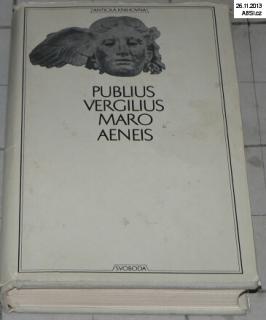 26.11.2013
ABSI.cz
ANTICKÁ KNIHOVNA
PUBLIUS
VERGILIUS
MARO
AENEIS
SVOBODA